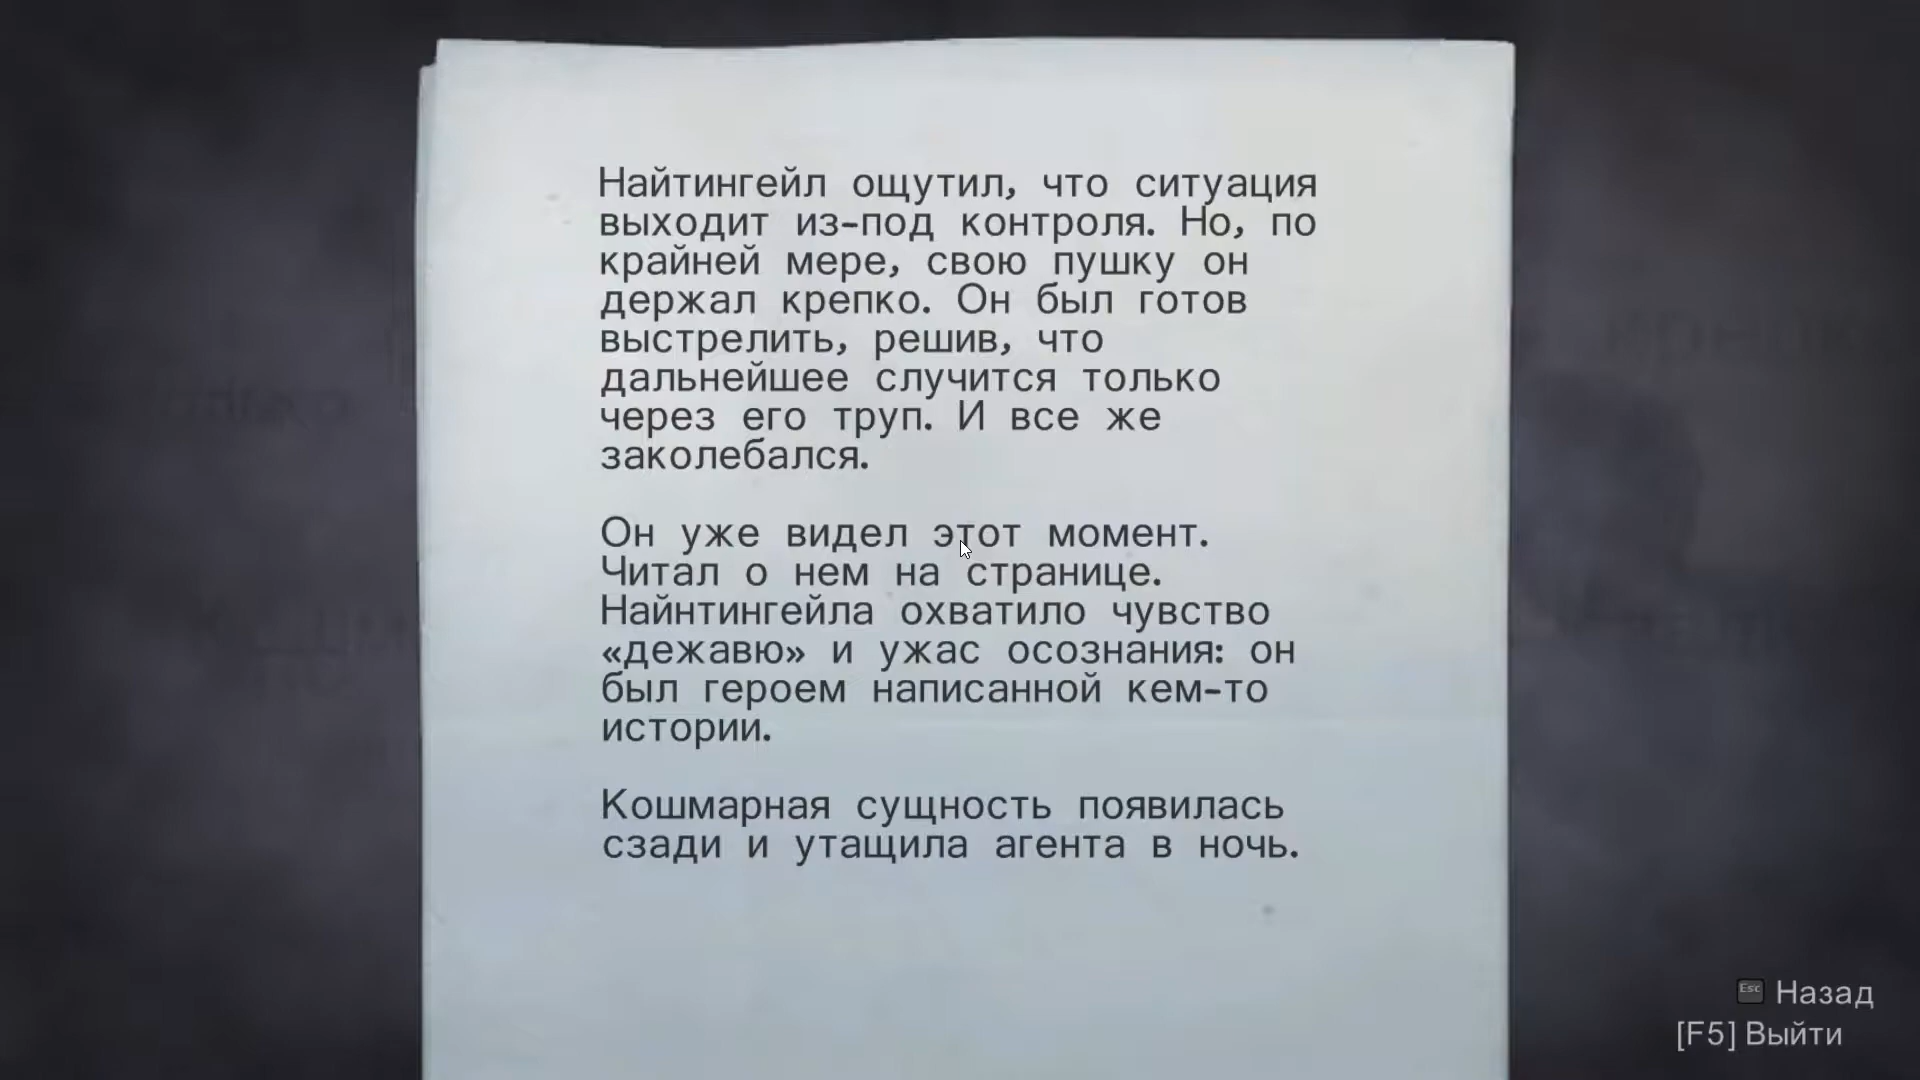 Найтингейл ощутил, что ситуация
выходит из-под контроля. Но, по
крайней мере, свою пушку он
держал крепко. Он был готов
выстрелить, решив, что
дальнейшее случится только
через его труп. И все же
заколебался.
Он уже видел этот момент.
Читал о нем на странице.
Найнтингейла охватило чувство
«дежавю» и ужас осознания: он
был героем написанной кем-то
истории.
Кошмарная сущность появилась
сзади и утащила агента в ночь.
Esc Назад
[F5] Выйти